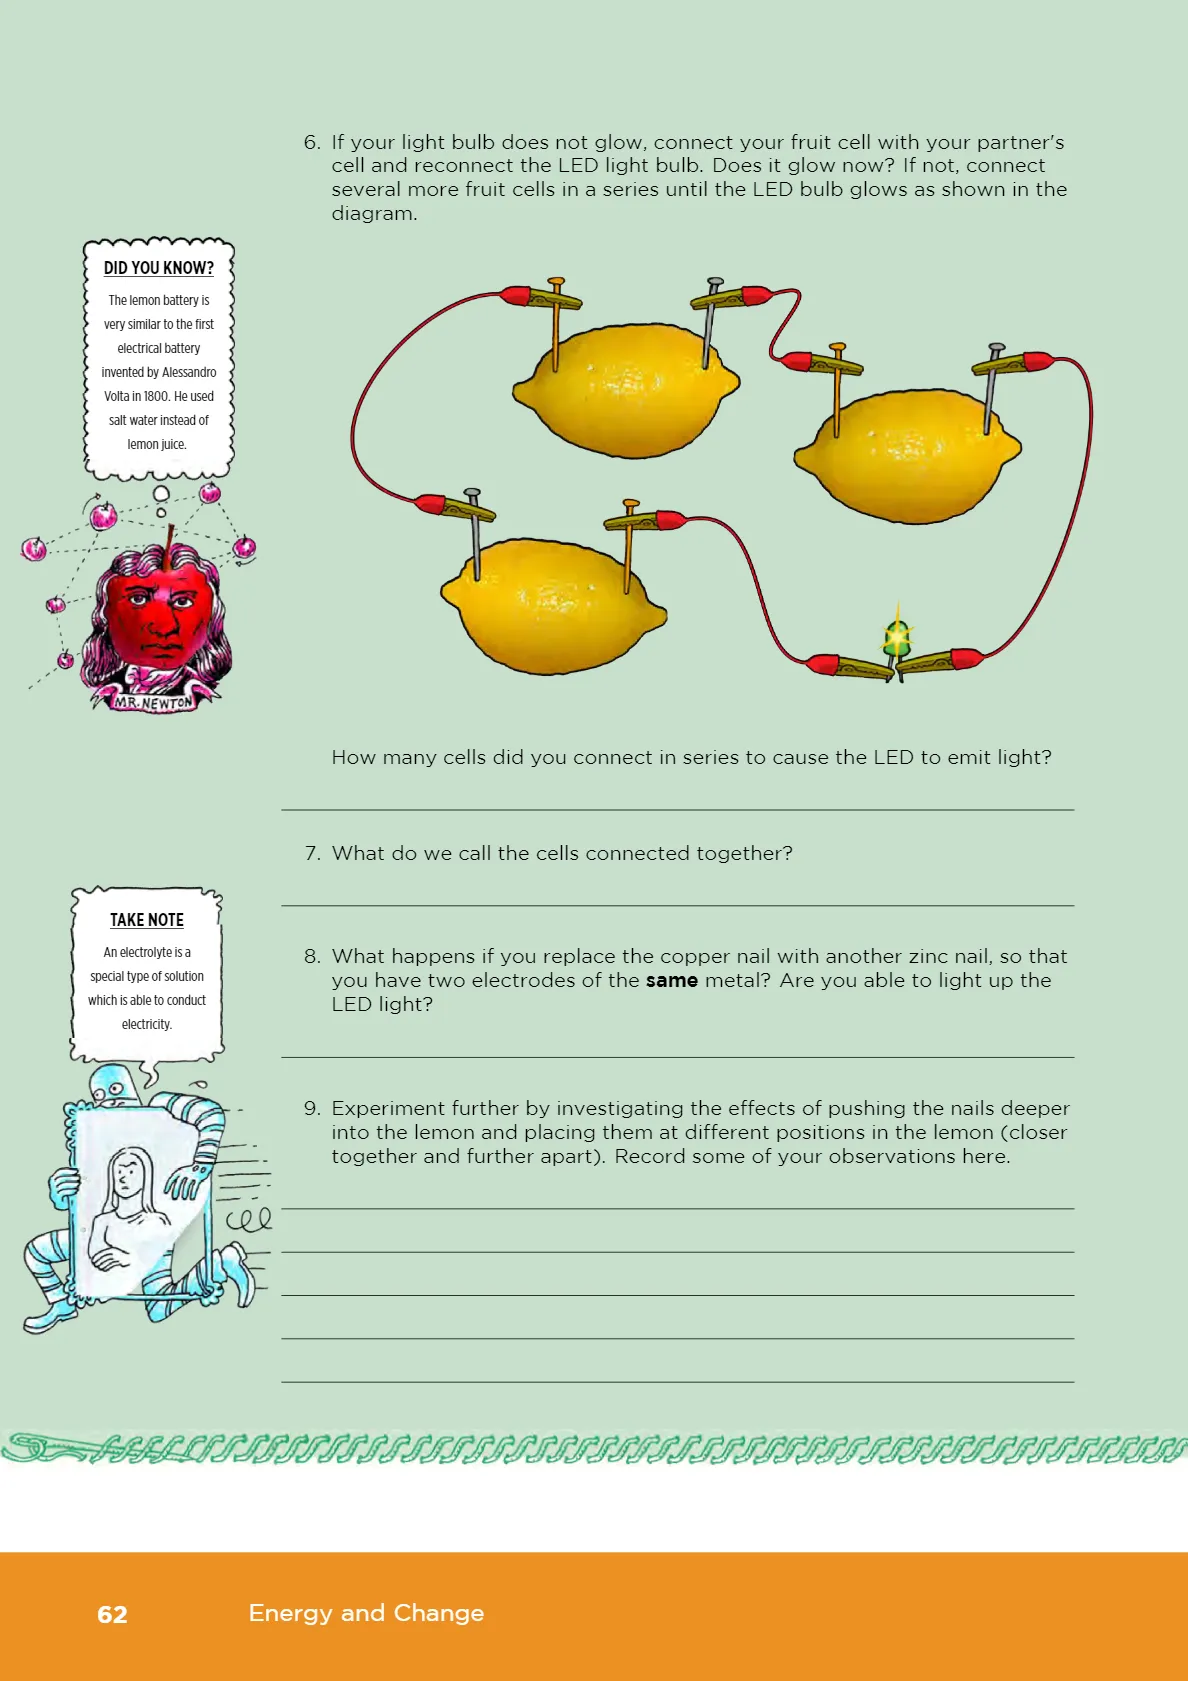 6. If your light bulb does not glow, connect your fruit cell with your partner's
cell and reconnect the LED light bulb. Does it glow now? If not, connect
several more fruit cells in a series until the LED bulb glows as shown in the
diagram.
DID YOU KNOW?
The lemon battery is
very similar to the first
electrical battery
invented by Alessandro
Volta in 1800. He used
salt water instead of
lemon juice.
MR. NEWTON
How many cells did you connect in series to cause the LED to emit light?
7. What do we call the cells connected together?
TAKE NOTE
An electrolyte is a
special type of solution
which is able to conduct
electricity.
8. What happens if you replace the copper nail with another zinc nail, so that
you have two electrodes of the same metal? Are you able to light up the
LED light?
9. Experiment further by investigating the effects of pushing the nails deeper
into the lemon and placing them at different positions in the lemon (closer
together and further apart). Record some of your observations here.
62 Energy and Change